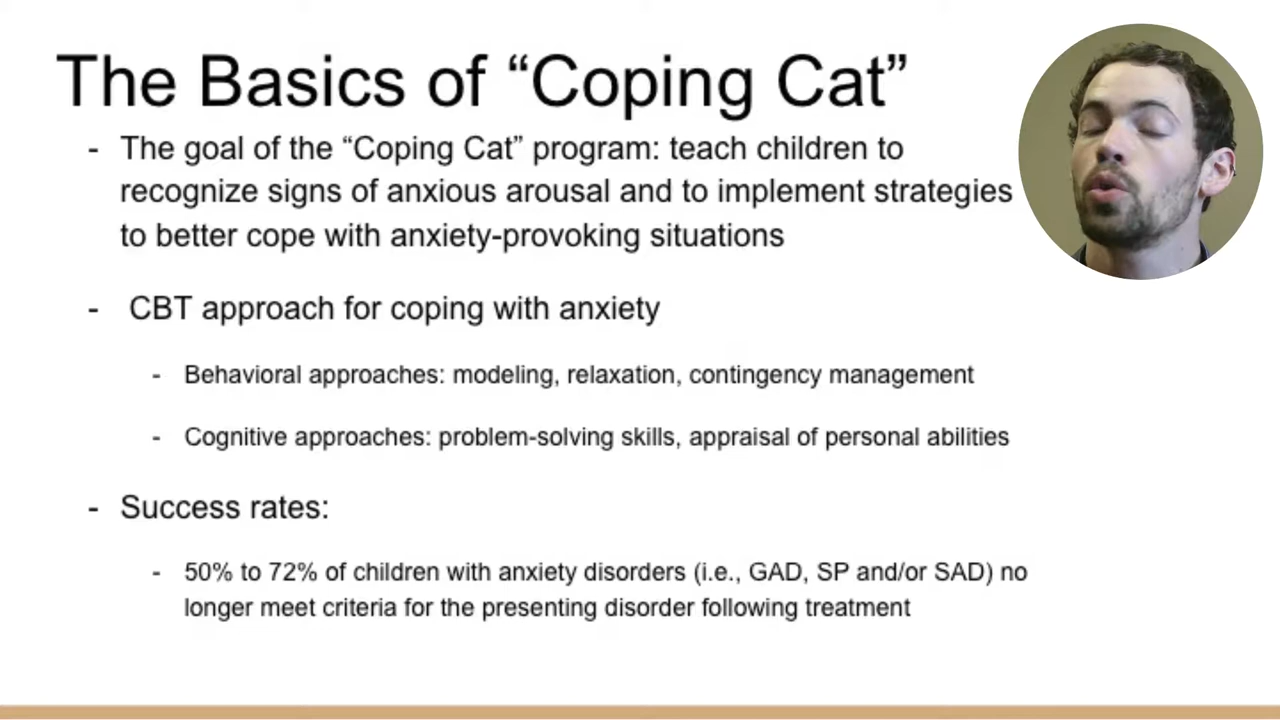 The Basics of “Coping Cat”
- The goal of the “Coping Cat” program: teach children to
recognize signs of anxious arousal and to implement strategies
to better cope with anxiety-provoking situations
- CBT approach for coping with anxiety
- Behavioral approaches: modeling, relaxation, contingency management
- Cognitive approaches: problem-solving skills, appraisal of personal abilities
- Success rates:
- 50% to 72% of children with anxiety disorders (i.e., GAD, SP and/or SAD) no
longer meet criteria for the presenting disorder following treatment